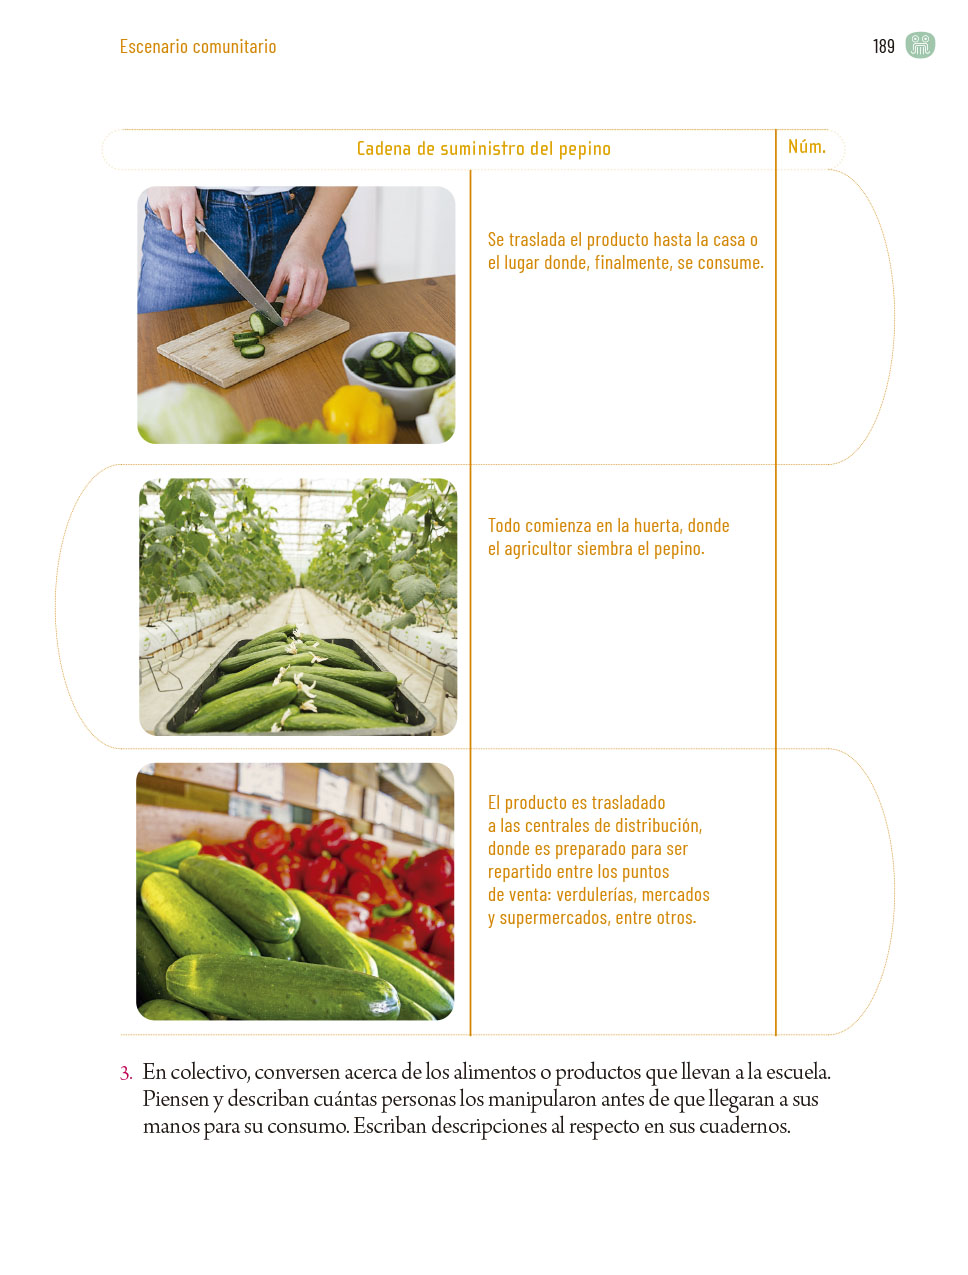 Escenario comunitario
189
Cadena de suministro del pepino
Núm.
Se traslada el producto hasta la casa o
el lugar donde, finalmente, se consume.
Todo comienza en la huerta, donde
el agricultor siembra el pepino.
El producto es trasladado
a las centrales de distribución,
donde es preparado para ser
repartido entre los puntos
de venta: verdulerías, mercados
y supermercados, entre otros.
3. En colectivo, conversen acerca de los alimentos o productos que llevan a la escuela.
Piensen y describan cuántas personas los manipularon antes de que llegaran a sus
manos para su consumo. Escriban descripciones al respecto en sus cuadernos.